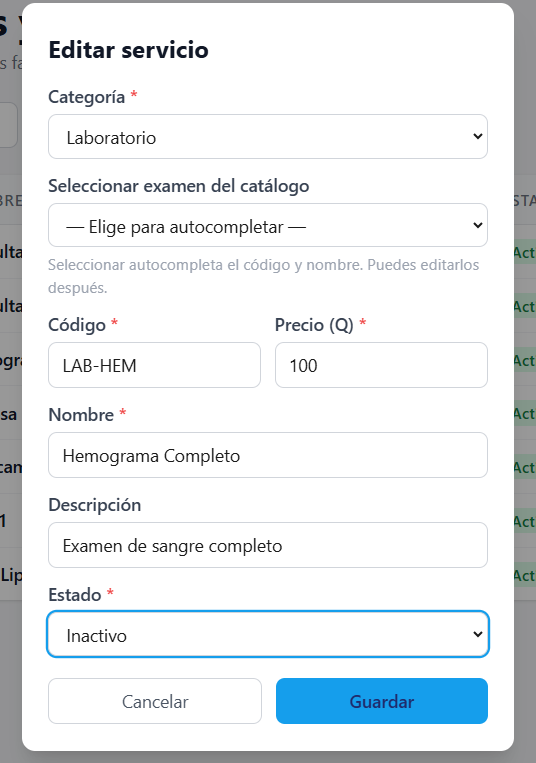 Editar servicio
Categoría *
Laboratorio
Seleccionar examen del catálogo
— Elige para autocompletar —
Seleccionar autocompleta el código y nombre. Puedes editarlos
después.
Código *
Precio (Q) *
LAB-HEM
100
Nombre *
Hemograma Completo
Descripción
Examen de sangre completo
Estado *
Inactivo
Cancelar
Guardar